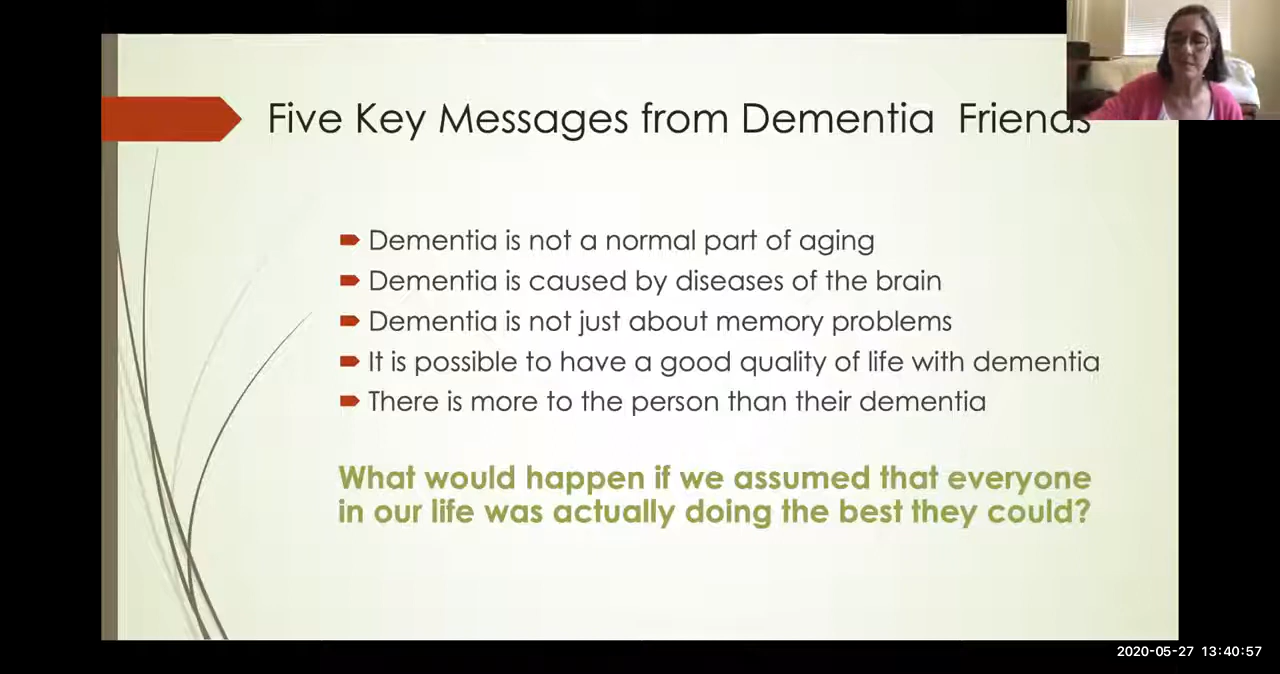 Five Key Messages from Dementia Friends
Dementia is not a normal part of aging
Dementia is caused by diseases of the brain
Dementia is not just about memory problems
It is possible to have a good quality of life with dementia
There is more to the person than their dementia
What would happen if we assumed that everyone
in our life was actually doing the best they could?
2020-05-27 13:40:57